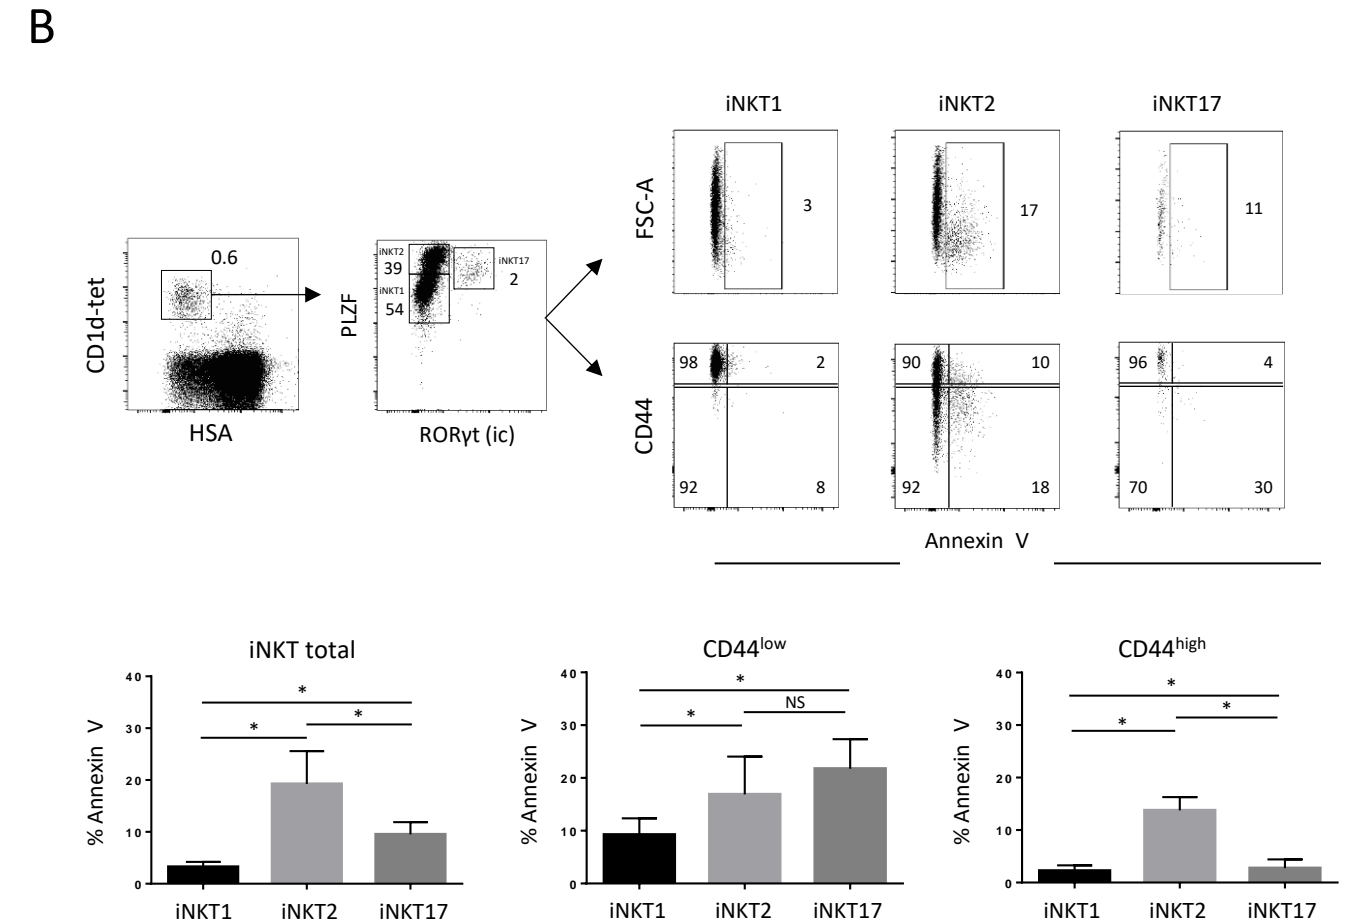 B
iNKT1 iNKT2 iNKT17
FSC-A
3
17
11
CD1d-tet
0.6
HSA
PLZF
iNKT2
39
iNKT1
54
iNKT17
2
RORγt (ic)
CD44
98 2
92 8
90 10
92 18
96 4
70 30
Annexin V
iNKT total
% Annexin V
40
30
20
10
0
* 
* *
iNKT1 iNKT2 iNKT17
CD44low
% Annexin V
40
30
20
10
0
*
* NS
iNKT1 iNKT2 iNKT17
CD44high
% Annexin V
40
30
20
10
0
*
* *
iNKT1 iNKT2 iNKT17